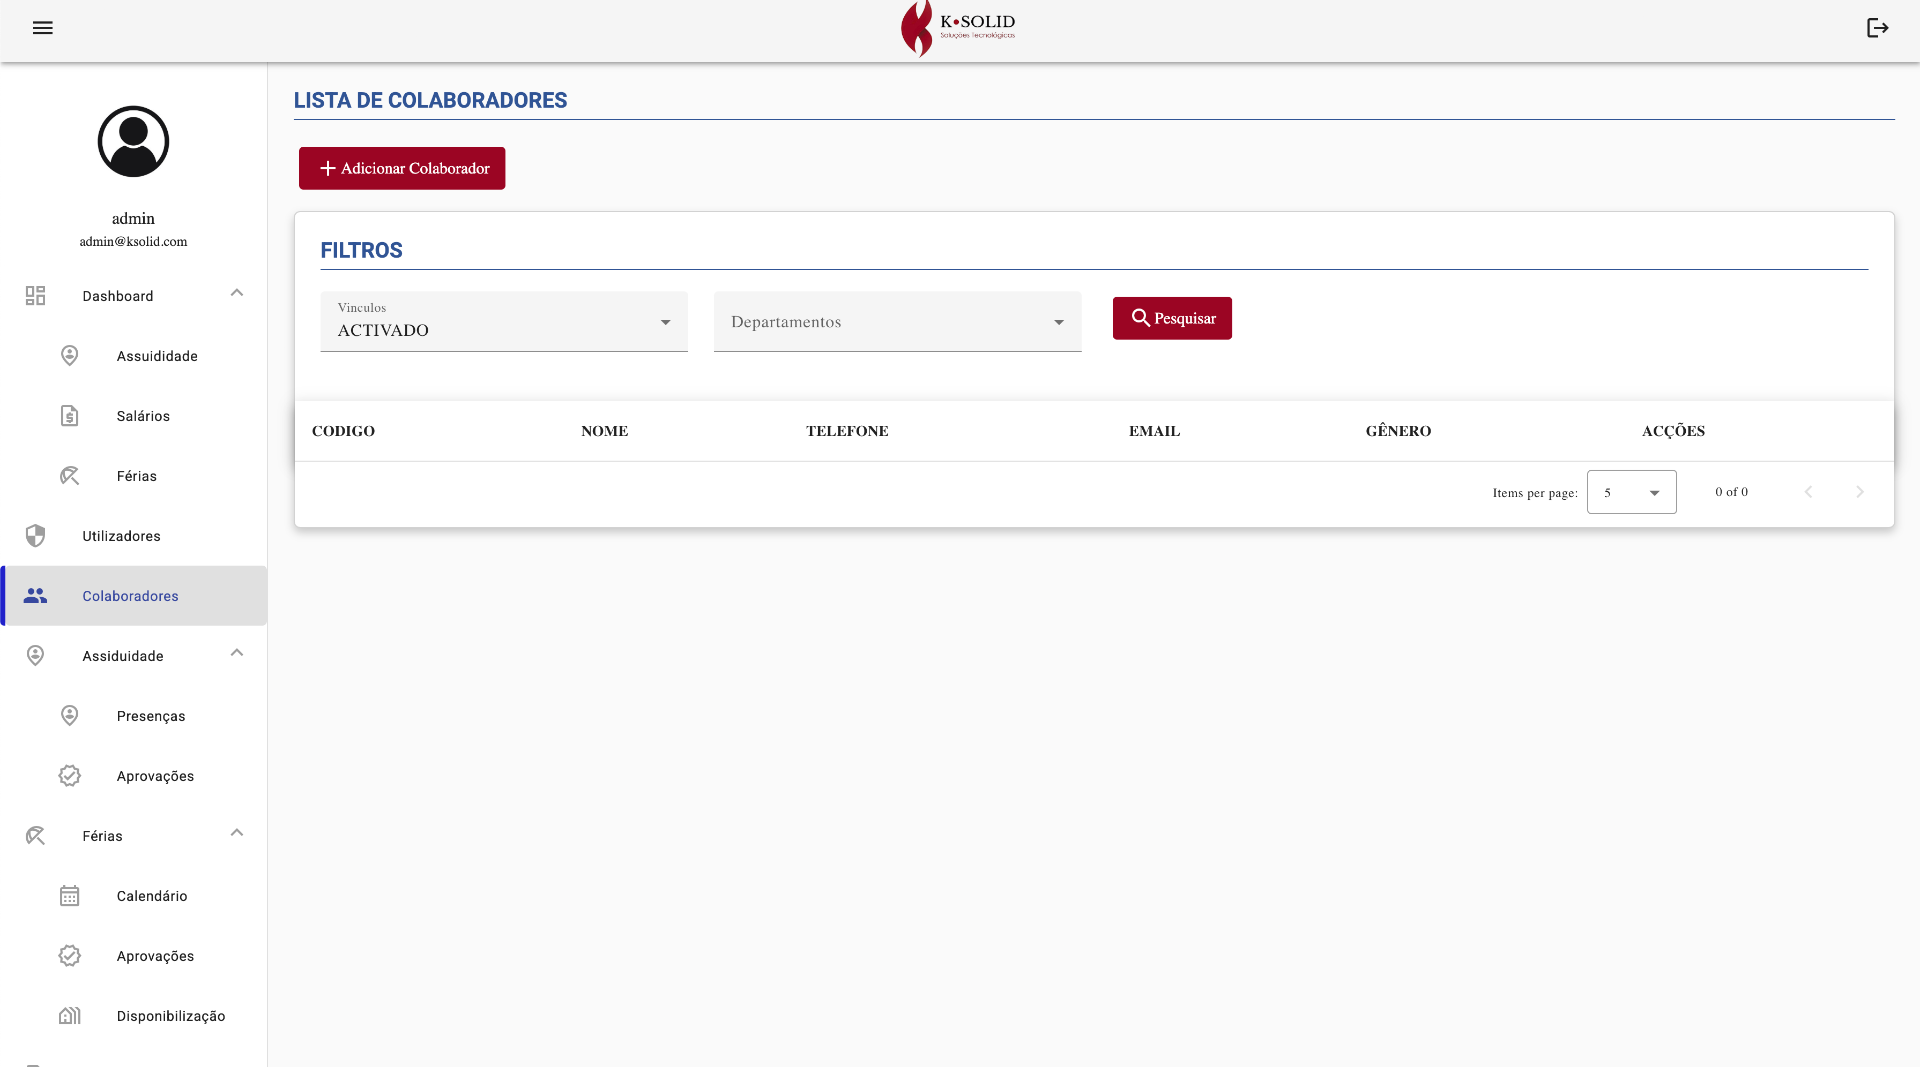 K•SOLID
Soluções Tecnológicas
admin
admin@ksolid.com
Dashboard
Assuididade
Salários
Férias
Utilizadores
Colaboradores
Assiduidade
Presenças
Aprovações
Férias
Calendário
Aprovações
Disponibilização
LISTA DE COLABORADORES
Adicionar Colaborador
FILTROS
Vinculos
ACTIVADO
Departamentos
Pesquisar
CODIGO NOME TELEFONE EMAIL GÊNERO ACÇÕES
Items per page: 5 0 of 0